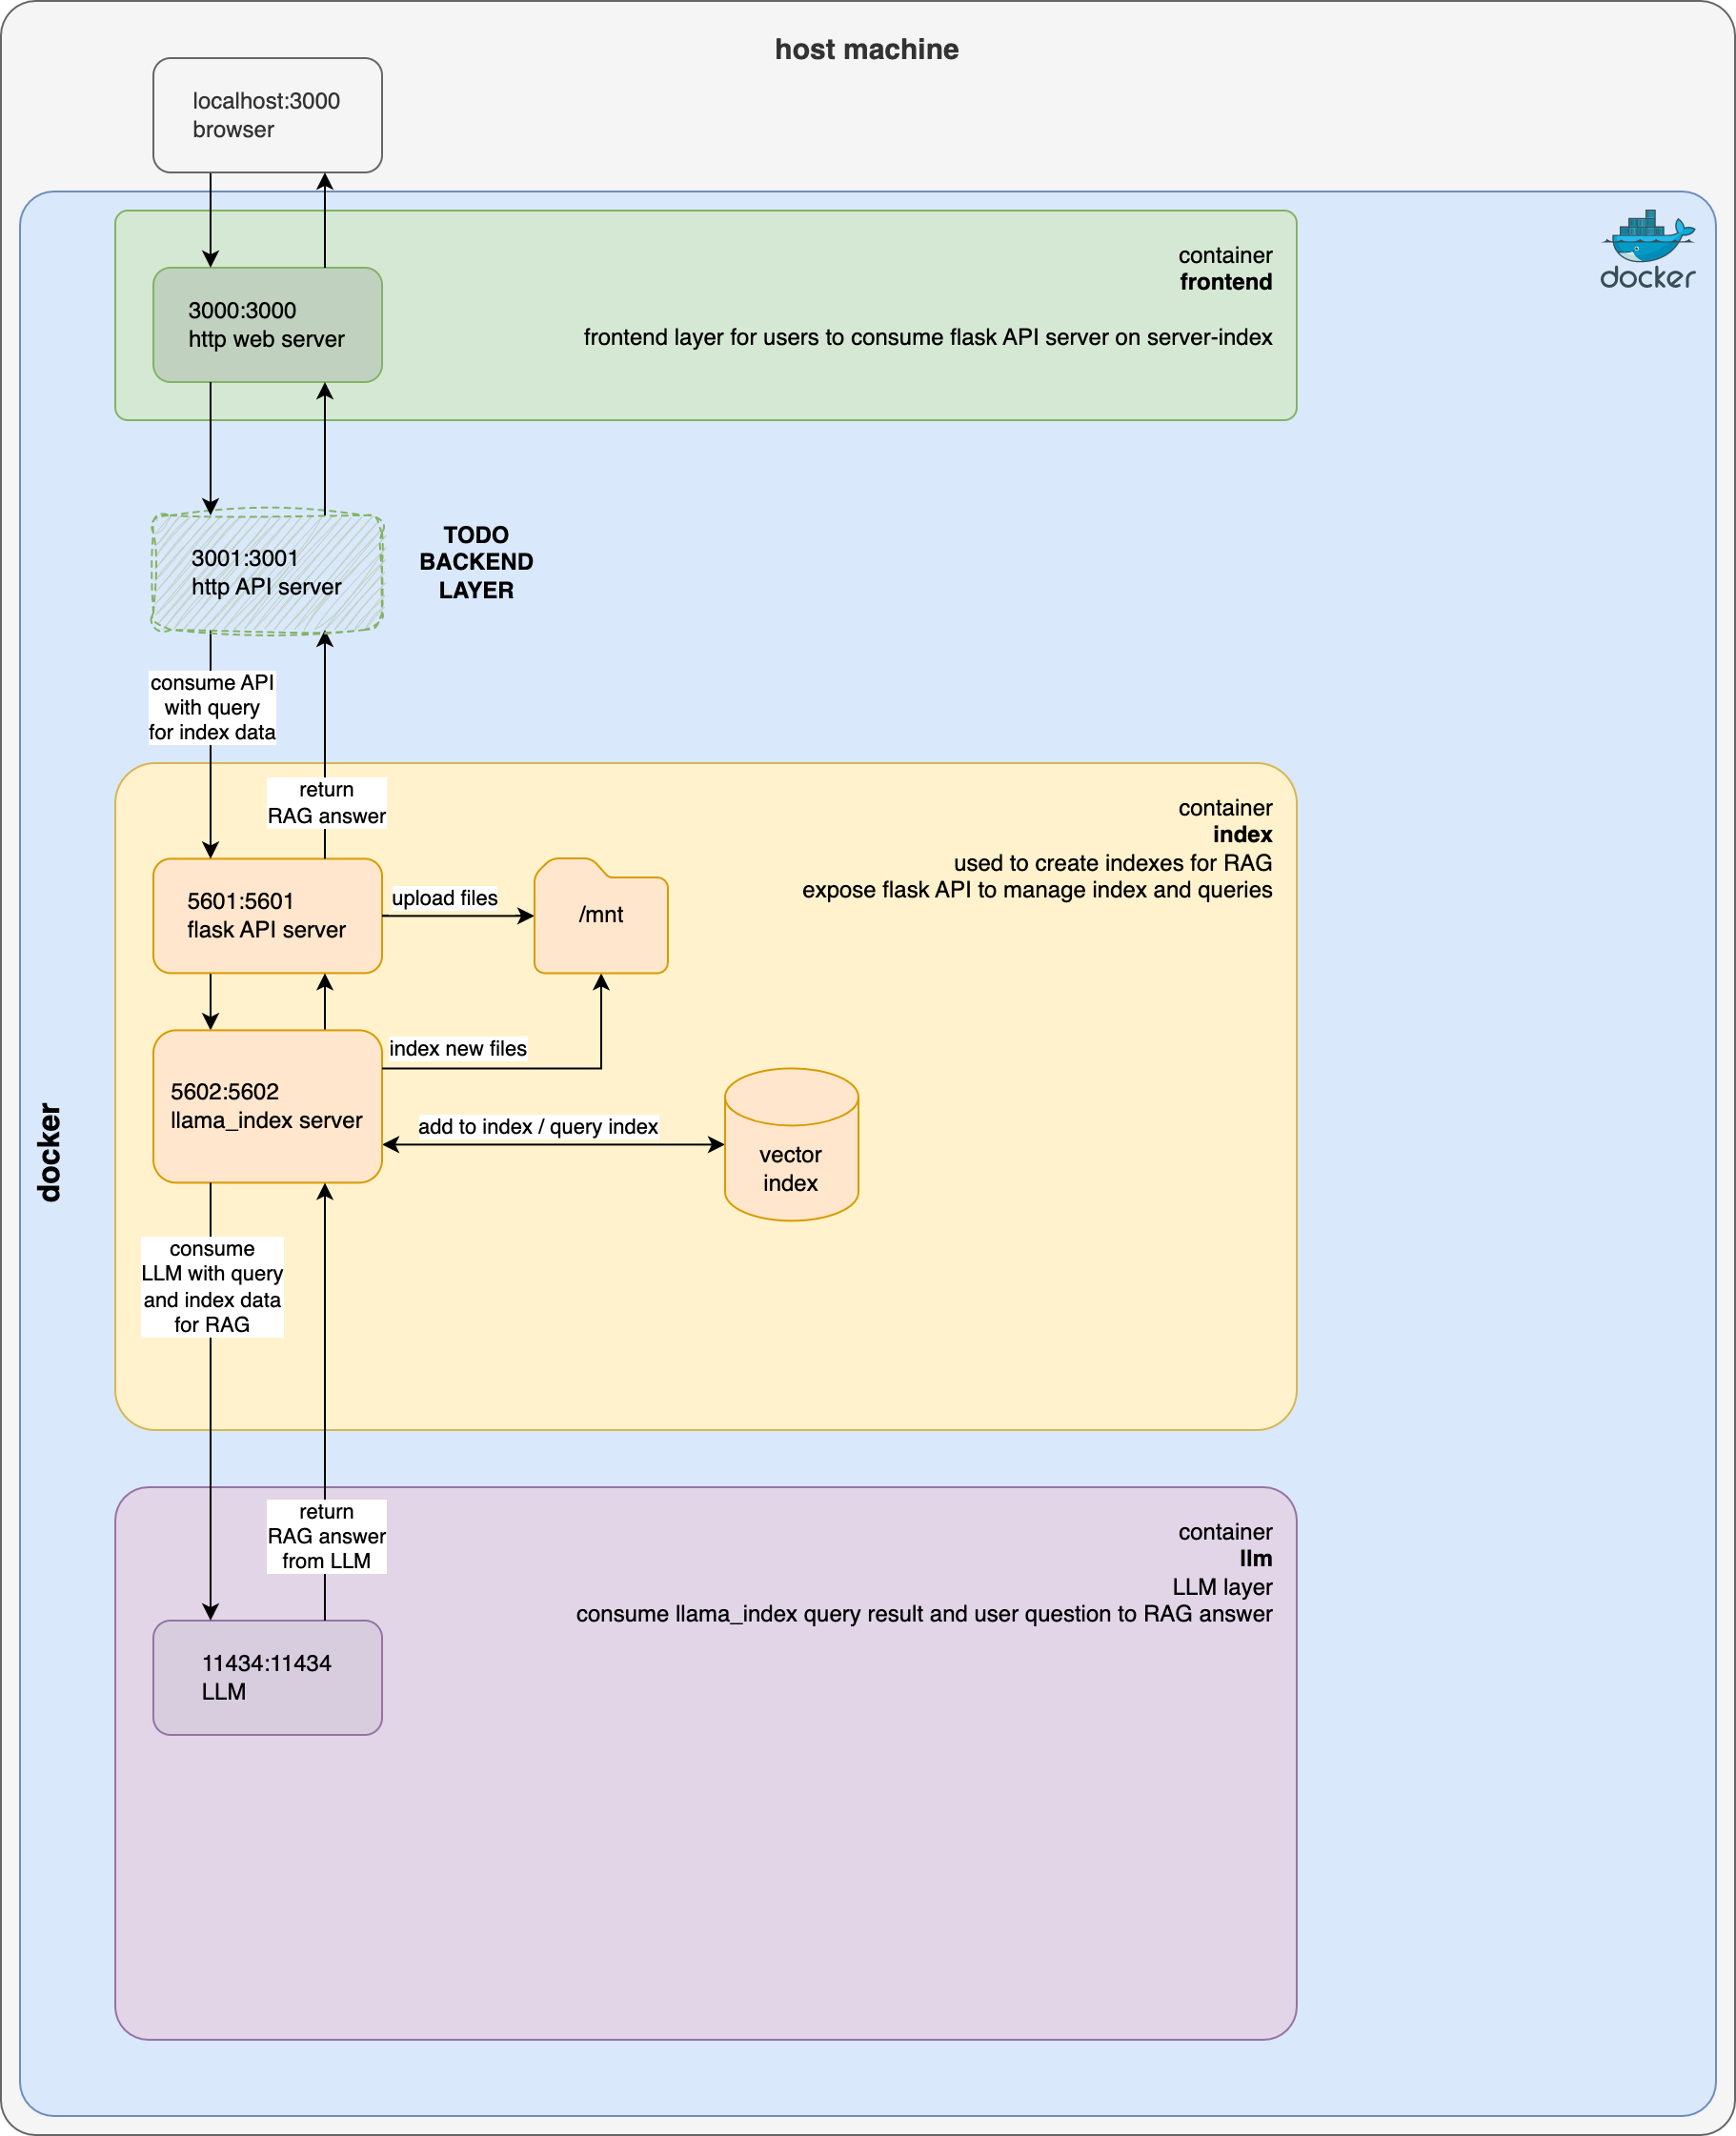 host machine
localhost:3000
browser
docker
container
frontend
frontend layer for users to consume flask API server on server-index
3000:3000
http web server
3001:3001
http API server
TODO
BACKEND
LAYER
consume API
with query
for index data
return
RAG answer
container
index
used to create indexes for RAG
expose flask API to manage index and queries
5601:5601
flask API server
upload files
/mnt
5602:5602
llama_index server
index new files
add to index / query index
vector
index
docker
consume
LLM with query
and index data
for RAG
return
RAG answer
from LLM
container
llm
LLM layer
consume llama_index query result and user question to RAG answer
11434:11434
LLM